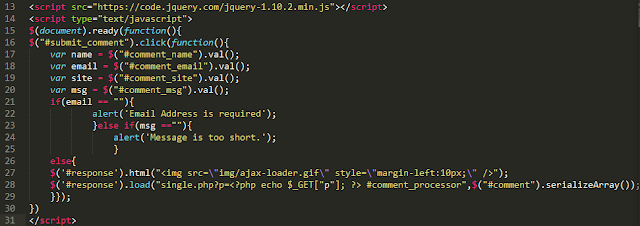 13 <script src="https://code.jquery.com/jquery-1.10.2.min.js"></script>
14 <script type="text/javascript">
15 $(document).ready(function(){
16 $("#submit_comment").click(function(){
17 var name = $("#comment_name").val();
18 var email = $("#comment_email").val();
19 var site = $("#comment_site").val();
20 var msg = $("#comment_msg").val();
21 if(email == ""){
22 alert('Email Address is required');
23 }else if(msg ==""){
24 alert('Message is too short.');
25 }
26 else{
27 $('#response').html("<img src=\"img/ajax-loader.gif\" style=\"margin-left:10px;\" />");
28 $('#response').load("single.php?p=<?php echo $_GET["p"]; ?> #comment_processor",$("#comment").serializeArray());
29 }});
30 })
31 </script>